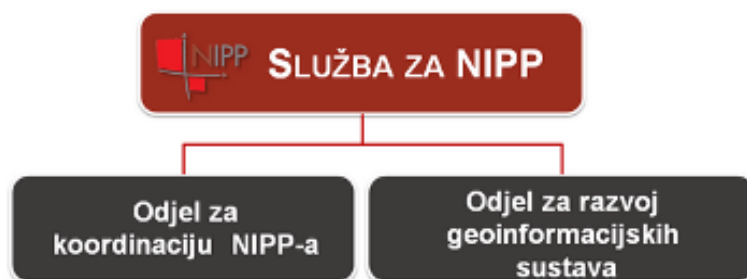 NIPP SLUŽBA ZA NIPP
Odjel za
koordinaciju NIPP-a
Odjel za razvoj
geoinformacijskih
sustava